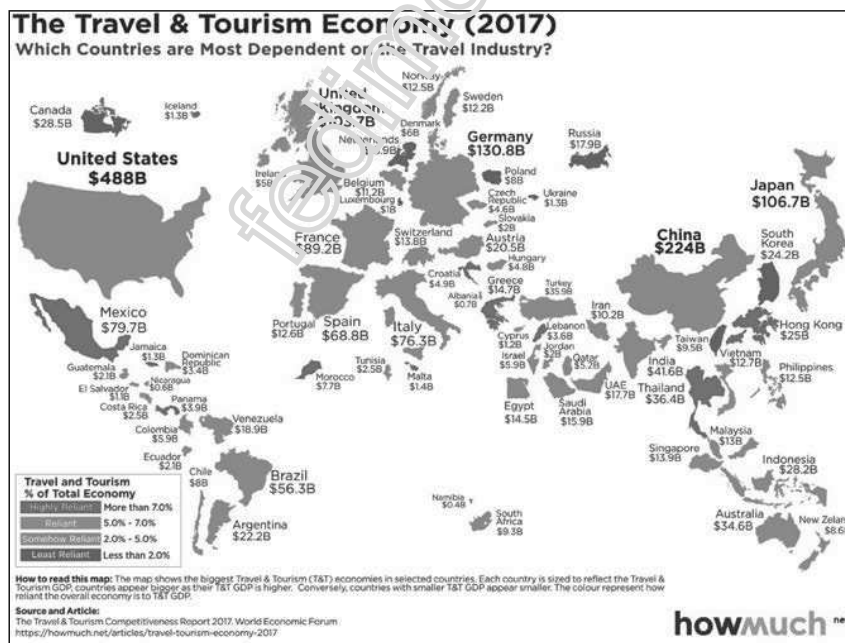 The Travel & Tourism Economy (2017)
Which Countries are Most Dependent on the Travel Industry?
Canada
$28.5B
Iceland
$1.3B
United
Kingdom
Norway
$12.5B
Sweden
$12.2B
Denmark
$6B
Netherlands
Germany
$130.8B
Russia
$17.9B
United States
$488B
Ireland
$5B
Belgium
$11.2B
Luxembourg
$1B
Poland
$8B
Czech
Republic
$4.6B
Ukraine
$1.3B
Slovakia
$2B
Japan
$106.7B
South
Korea
$24.2B
China
$224B
France
$89.2B
Switzerland
$13.8B
Austria
$20.5B
Hungary
$4.8B
Croatia
$4.9B
Greece
$14.7B
Turkey
$35.9B
Albania
$0.7B
Iran
$10.2B
Mexico
$79.7B
Portugal
$12.6B
Spain
$68.8B
Italy
$76.3B
Cyprus
$1.2B
Lebanon
$3.6B
Taiwan
$9.5B
Hong Kong
$25B
Jamaica
$1.3B
Dominican
Republic
$3.4B
Guatemala
$2.1B
Nicaragua
$0.6B
El Salvador
$1.1B
Costa Rica
$2.5B
Panama
$3.9B
Morocco
$7.7B
Tunisia
$2.5B
Malta
$1.4B
Israel
$5.9B
Jordan
$2B
Qatar
$5.2B
India
$41.6B
Vietnam
$12.7B
Philippines
$12.5B
Egypt
$14.5B
Saudi
Arabia
$15.9B
UAE
$17.7B
Thailand
$36.4B
Colombia
$5.9B
Venezuela
$18.9B
Ecuador
$2.1B
Chile
$8B
Brazil
$56.3B
Argentina
$22.2B
Malaysia
$13B
Singapore
$13.9B
Indonesia
$28.2B
Namibia
$0.4B
South
Africa
$9.3B
Australia
$34.6B
New Zelan
$8.6
Travel and Tourism
% of Total Economy
Highly Reliant More than 7.0%
Reliant 5.0% - 7.0%
Somehow Reliant 2.0% - 5.0%
Least Reliant Less than 2.0%
How to read this map: The map shows the biggest Travel & Tourism (T&T) economies in selected countries. Each country is sized to reflect the Travel &
Tourism GDP, countries appear bigger as their T&T GDP is higher. Conversely, countries with smaller T&T GDP appear smaller. The colour represent how
reliant the overall economy is to T&T GDP.
Source and Article:
The Travel & Tourism Competitiveness Report 2017. World Economic Forum
https://howmuch.net/articles/travel-tourism-economy-2017
howmuch net